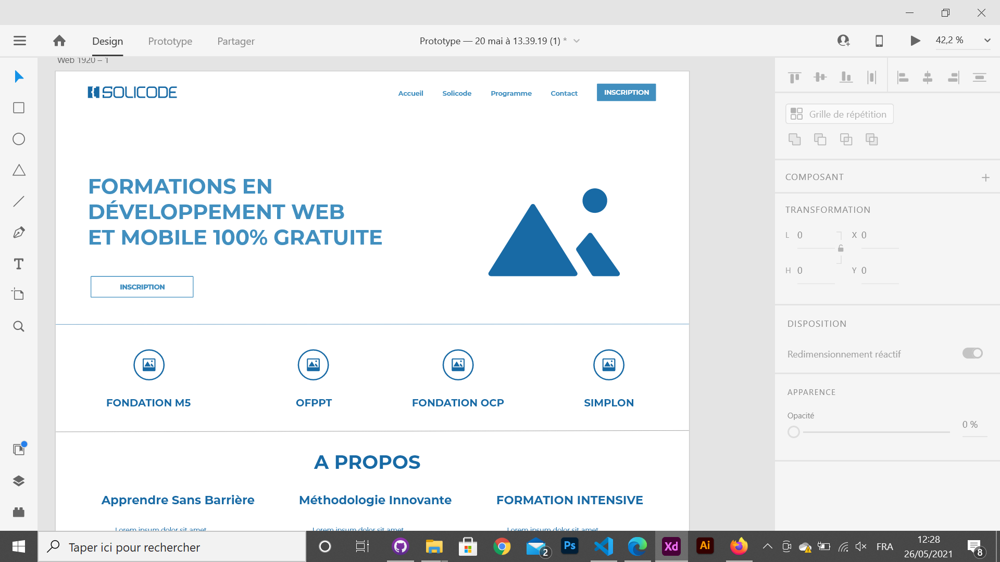 Design
Prototype
Partager
Prototype — 20 mai à 13.39.19 (1) *
42,2 %
Web 1920 – 1
SOLICODE
Accueil
Solicode
Programme
Contact
INSCRIPTION
FORMATIONS EN
DÉVELOPPEMENT WEB
ET MOBILE 100% GRATUITE
INSCRIPTION
FONDATION M5
OFPPT
FONDATION OCP
SIMPLON
A PROPOS
Apprendre Sans Barrière
Méthodologie Innovante
FORMATION INTENSIVE
Lorem ipsum dolor sit amet
Lorem ipsum dolor sit amet
Lorem ipsum dolor sit amet
Grille de répétition
COMPOSANT
TRANSFORMATION
L 0
X 0
H 0
Y 0
DISPOSITION
Redimensionnement réactif
APPARENCE
Opacité
0 %
Taper ici pour rechercher
2
Ps
Xd
Ai
FRA
12:28
26/05/2021
8